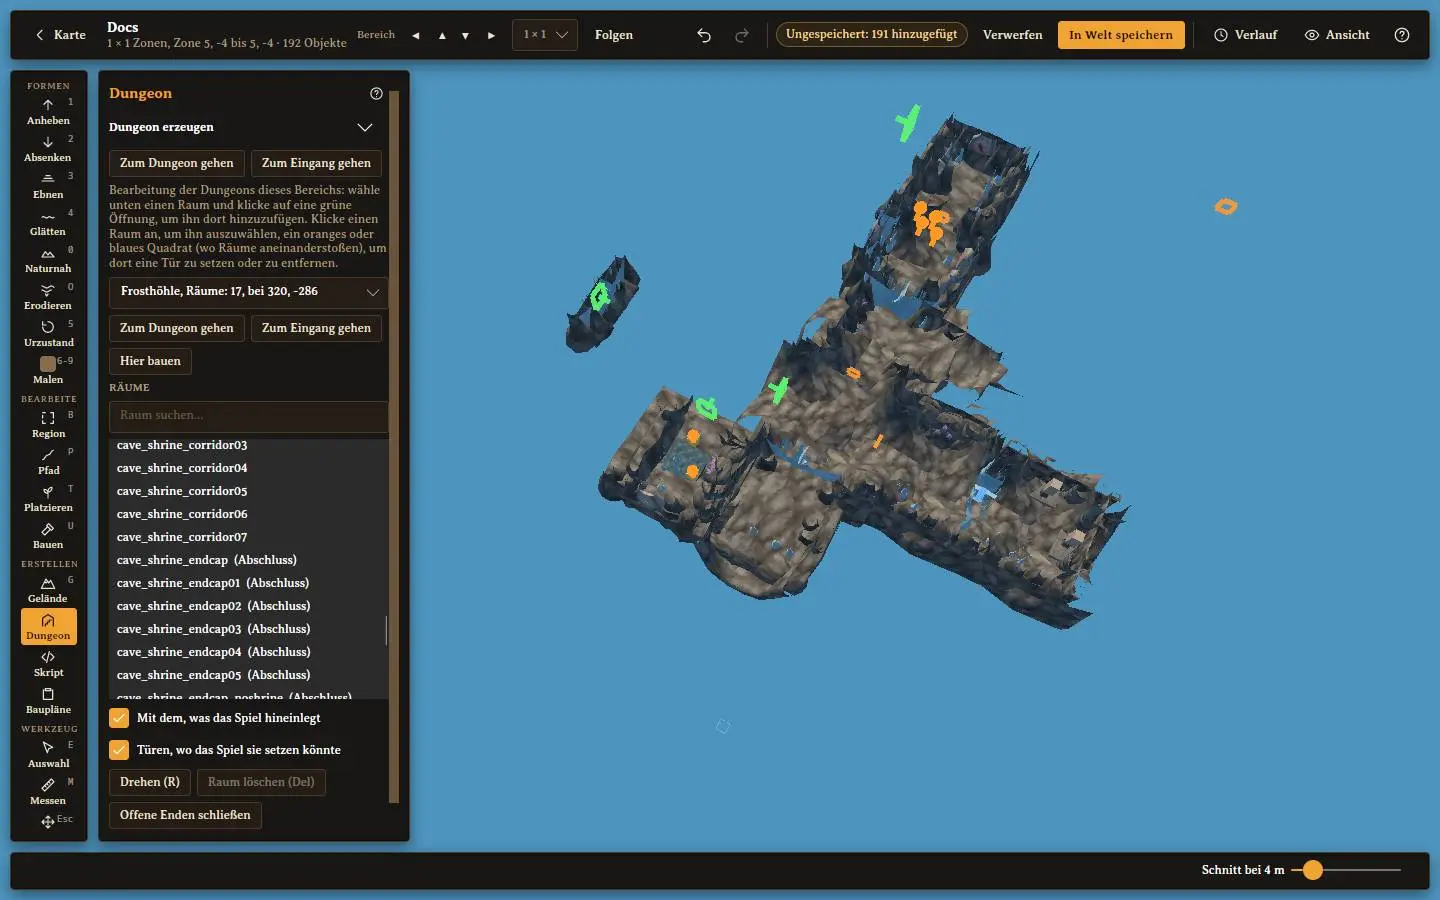 Karte
Docs
1 × 1 Zonen, Zone 5, -4 bis 5, -4 · 192 Objekte
Bereich
1 × 1
Folgen
Ungespeichert: 191 hinzugefügt
Verwerfen
In Welt speichern
Verlauf
Ansicht
FORMEN
1
Anheben
2
Absenken
3
Ebnen
4
Glätten
0
Naturnah
O
Erodieren
5
Urzustand
6-9
Malen
BEARBEITE
B
Region
P
Pfad
T
Platzieren
U
Bauen
ERSTELLEN
G
Gelände
Dungeon
Skript
Baupläne
WERKZEUG
E
Auswahl
M
Messen
Esc
Dungeon
Dungeon erzeugen
Zum Dungeon gehen
Zum Eingang gehen
Bearbeitung der Dungeons dieses Bereichs: wähle
unten einen Raum und klicke auf eine grüne
Öffnung, um ihn dort hinzuzufügen. Klicke einen
Raum an, um ihn auszuwählen, ein oranges oder
blaues Quadrat (wo Räume aneinanderstoßen), um
dort eine Tür zu setzen oder zu entfernen.
Frosthöhle, Räume: 17, bei 320, -286
Zum Dungeon gehen
Zum Eingang gehen
Hier bauen
RÄUME
Raum suchen...
cave_shrine_corridor03
cave_shrine_corridor04
cave_shrine_corridor05
cave_shrine_corridor06
cave_shrine_corridor07
cave_shrine_endcap (Abschluss)
cave_shrine_endcap01 (Abschluss)
cave_shrine_endcap02 (Abschluss)
cave_shrine_endcap03 (Abschluss)
cave_shrine_endcap04 (Abschluss)
cave_shrine_endcap05 (Abschluss)
cave_shrine_endcap_noshrine (Abschluss)
Mit dem, was das Spiel hineinlegt
Türen, wo das Spiel sie setzen könnte
Drehen (R)
Raum löschen (Del)
Offene Enden schließen
Schnitt bei 4 m